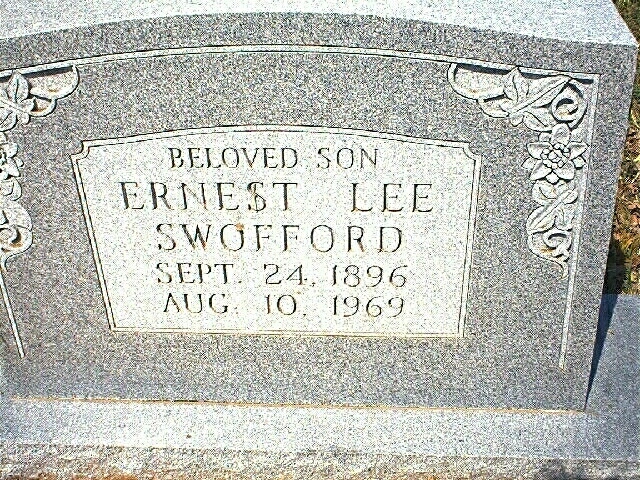 BELOVED SON
ERNEST LEE
SWOFFORD
SEPT. 24, 1896
AUG. 10, 1969